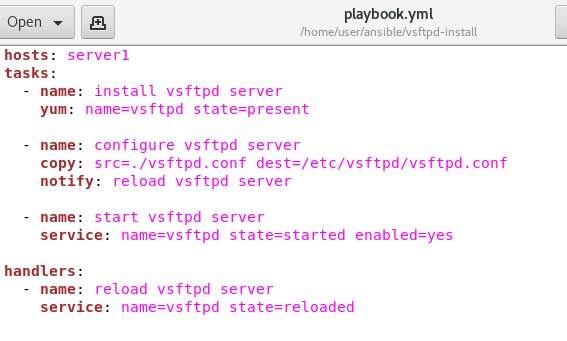 Open
playbook.yml
/home/user/ansible/vsftpd-install
hosts: server1
tasks:
  - name: install vsftpd server
    yum: name=vsftpd state=present
  - name: configure vsftpd server
    copy: src=./vsftpd.conf dest=/etc/vsftpd/vsftpd.conf
    notify: reload vsftpd server
  - name: start vsftpd server
    service: name=vsftpd state=started enabled=yes
handlers:
  - name: reload vsftpd server
    service: name=vsftpd state=reloaded